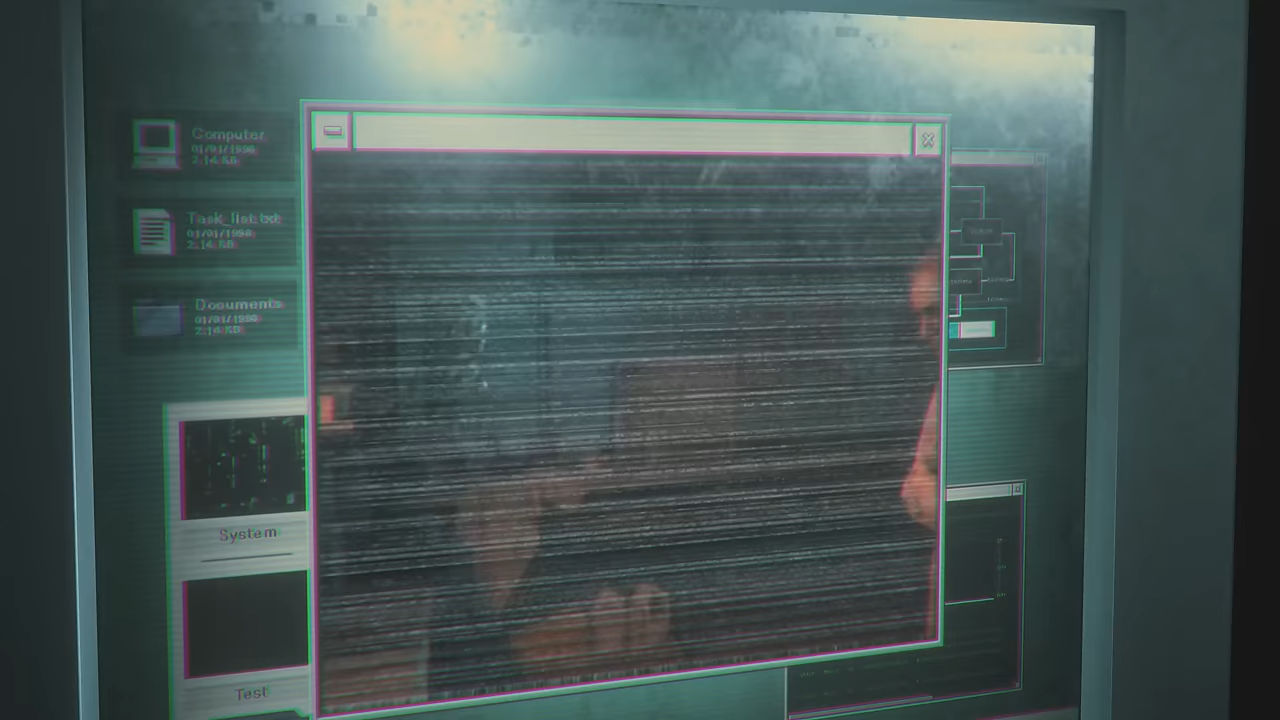 Computer
01/01/1998
2.14 KB
Task_list.txt
01/01/1998
2.14 KB
Documents
01/01/1998
2.14 KB
System
Test